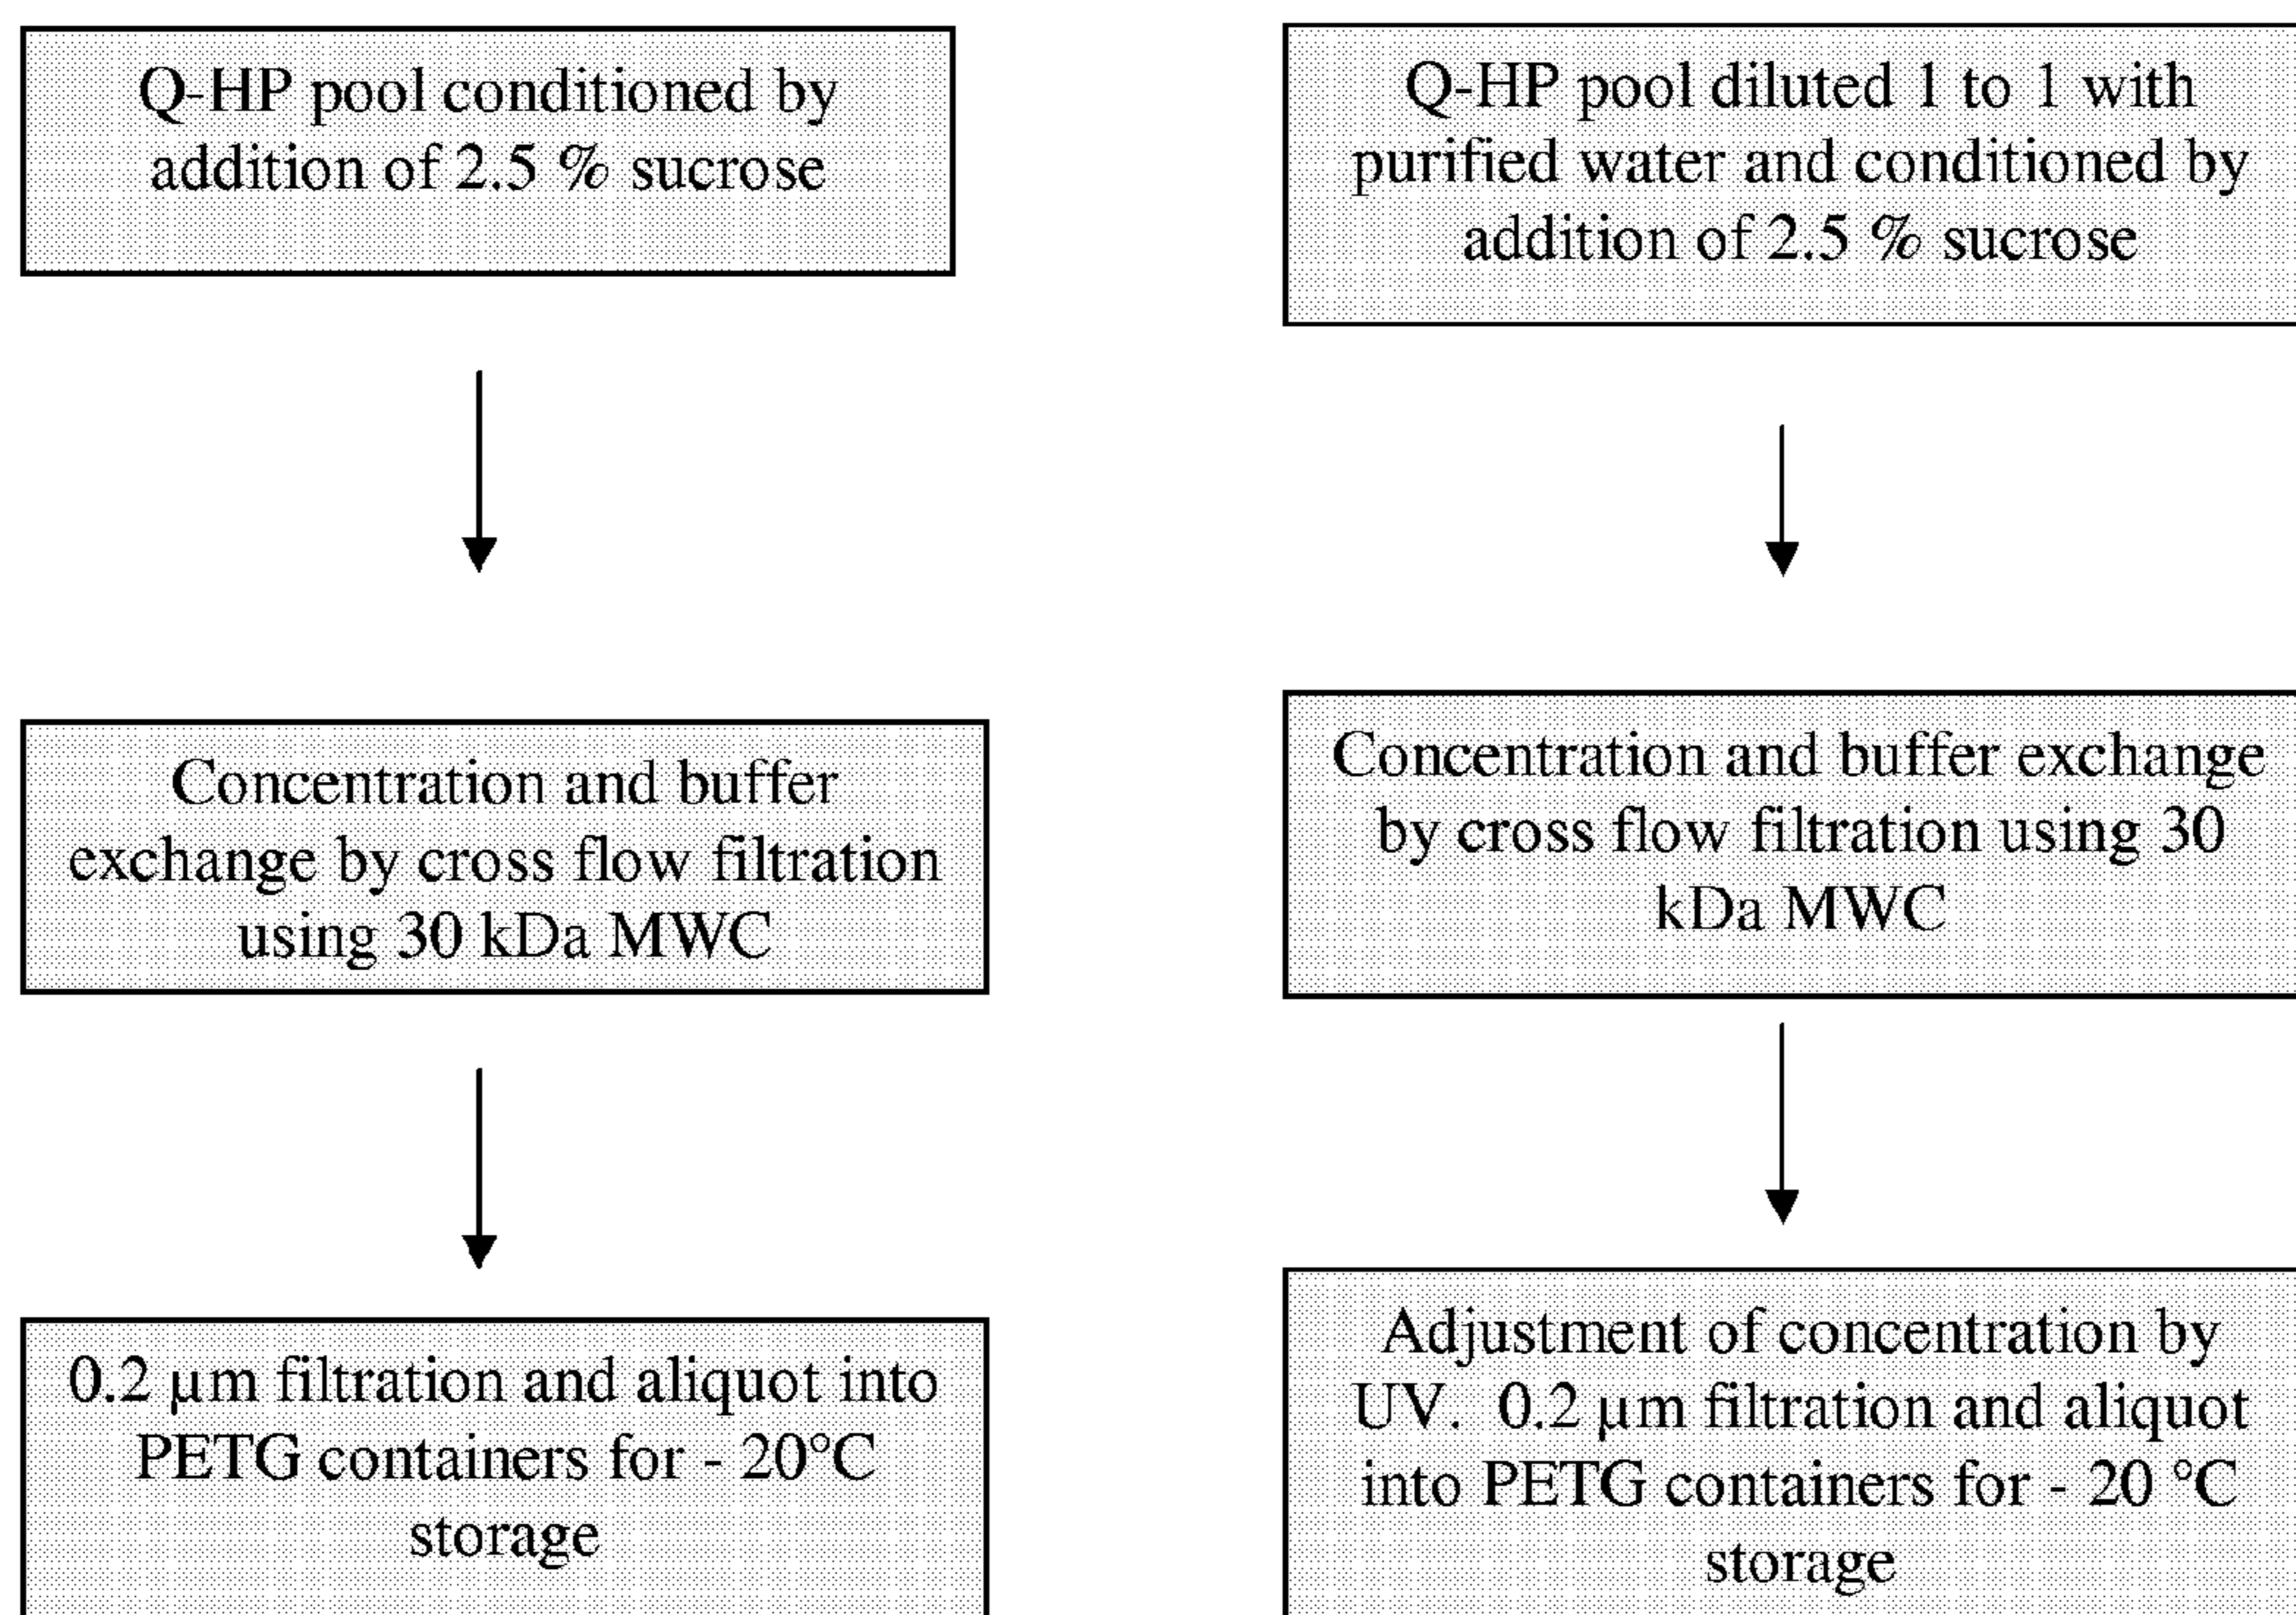 Q-HP pool conditioned by
addition of 2.5 % sucrose
Concentration and buffer
exchange by cross flow filtration
using 30 kDa MWC
0.2 µm filtration and aliquot into
PETG containers for - 20°C
storage
Q-HP pool diluted 1 to 1 with
purified water and conditioned by
addition of 2.5 % sucrose
Concentration and buffer exchange
by cross flow filtration using 30
kDa MWC
Adjustment of concentration by
UV.  0.2 µm filtration and aliquot
into PETG containers for - 20 °C
storage